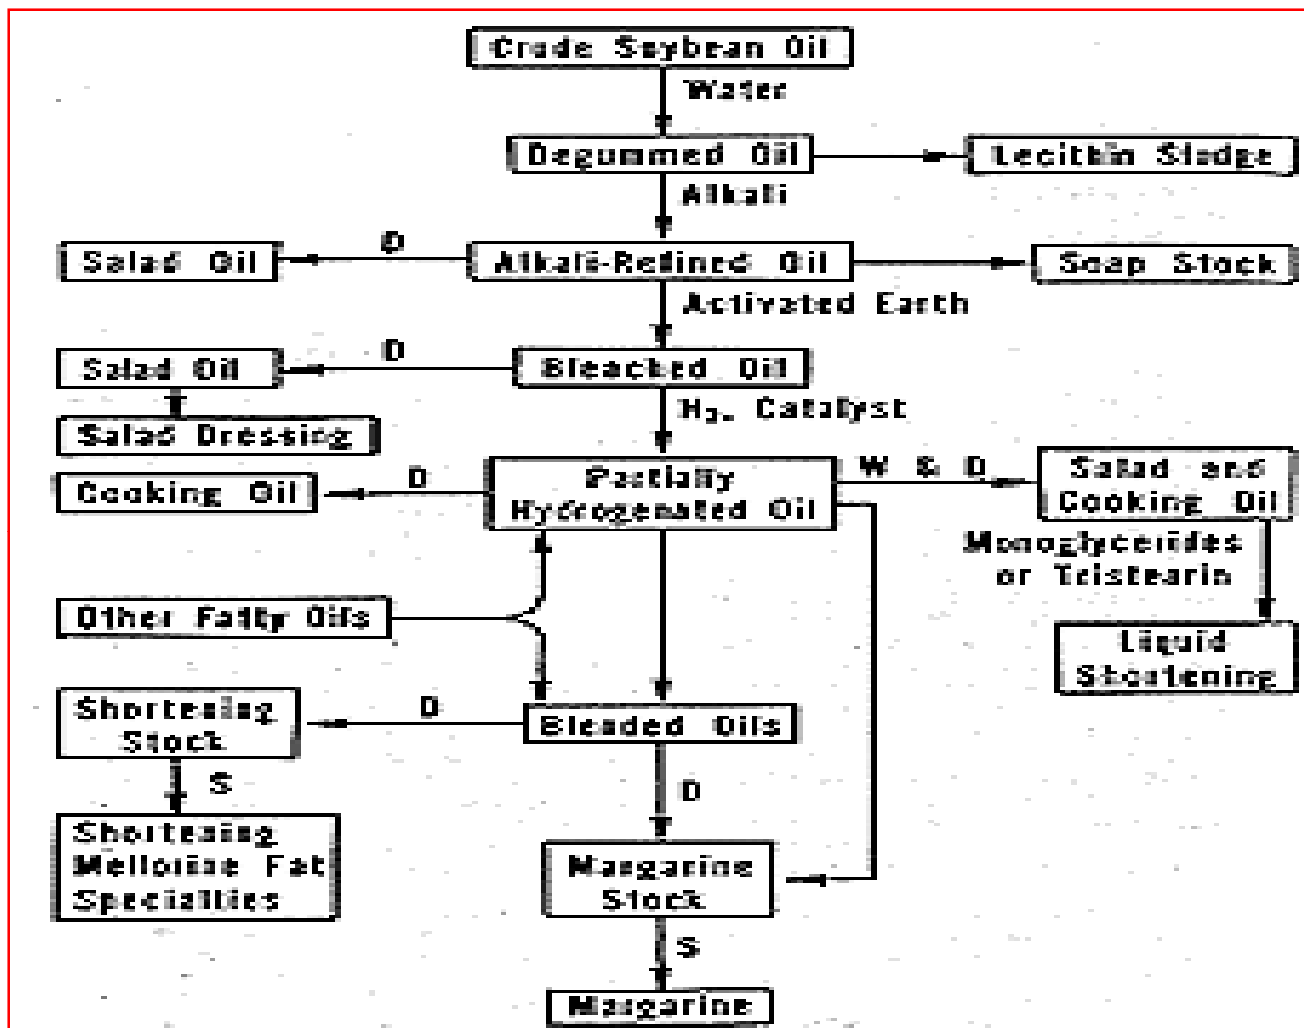 Crude Soybean Oil
Water
Degummed Oil
Lecithin Sludge
Alkali
Salad Oil
D
Alkali-Refined Oil
Soap Stock
Activated Earth
Salad Oil
D
Bleached Oil
H₂, Catalyst
Salad Dressing
Cooking Oil
D
Partially
Hydrogenated Oil
W & D
Salad and
Cooking Oil
Monoglycerides
or Tristearin
Other Fatty Oils
Liquid
Shortening
Shortening
Stock
D
Blended Oils
S
D
Shortening
Mellorine Fat
Specialties
Margarine
Stock
S
Margarine